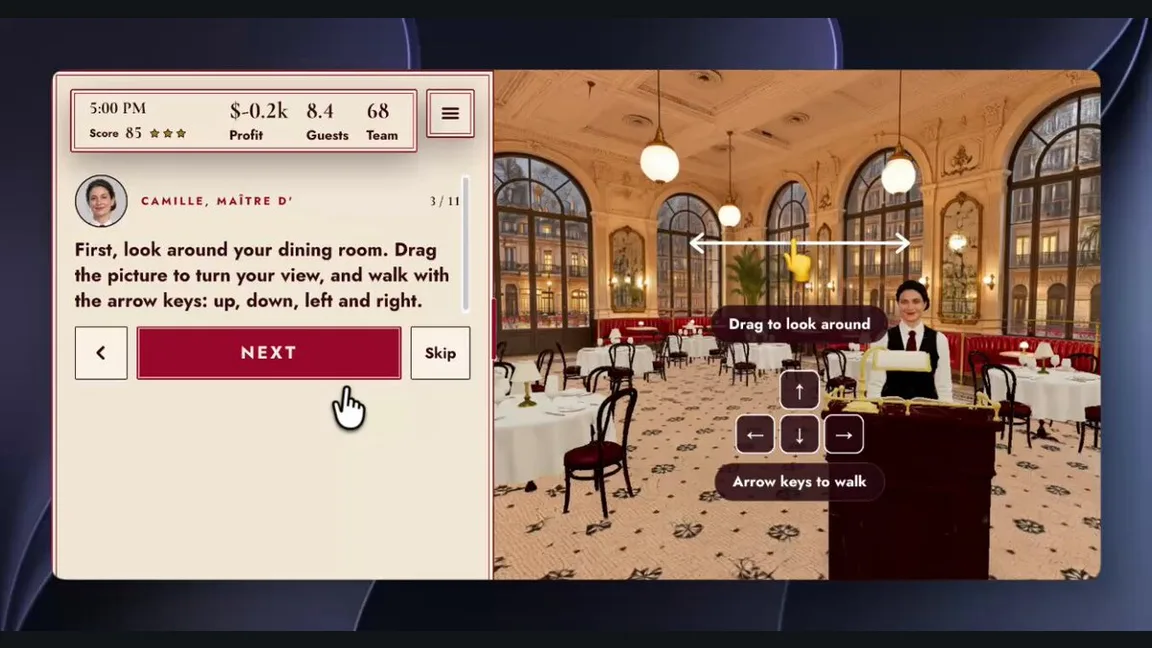 5:00 PM
Score 85
$-0.2k
Profit
8.4
Guests
68
Team
CAMILLE, MAÎTRE D'
3 / 11
First, look around your dining room. Drag
the picture to turn your view, and walk with
the arrow keys: up, down, left and right.
NEXT
Skip
Drag to look around
Arrow keys to walk